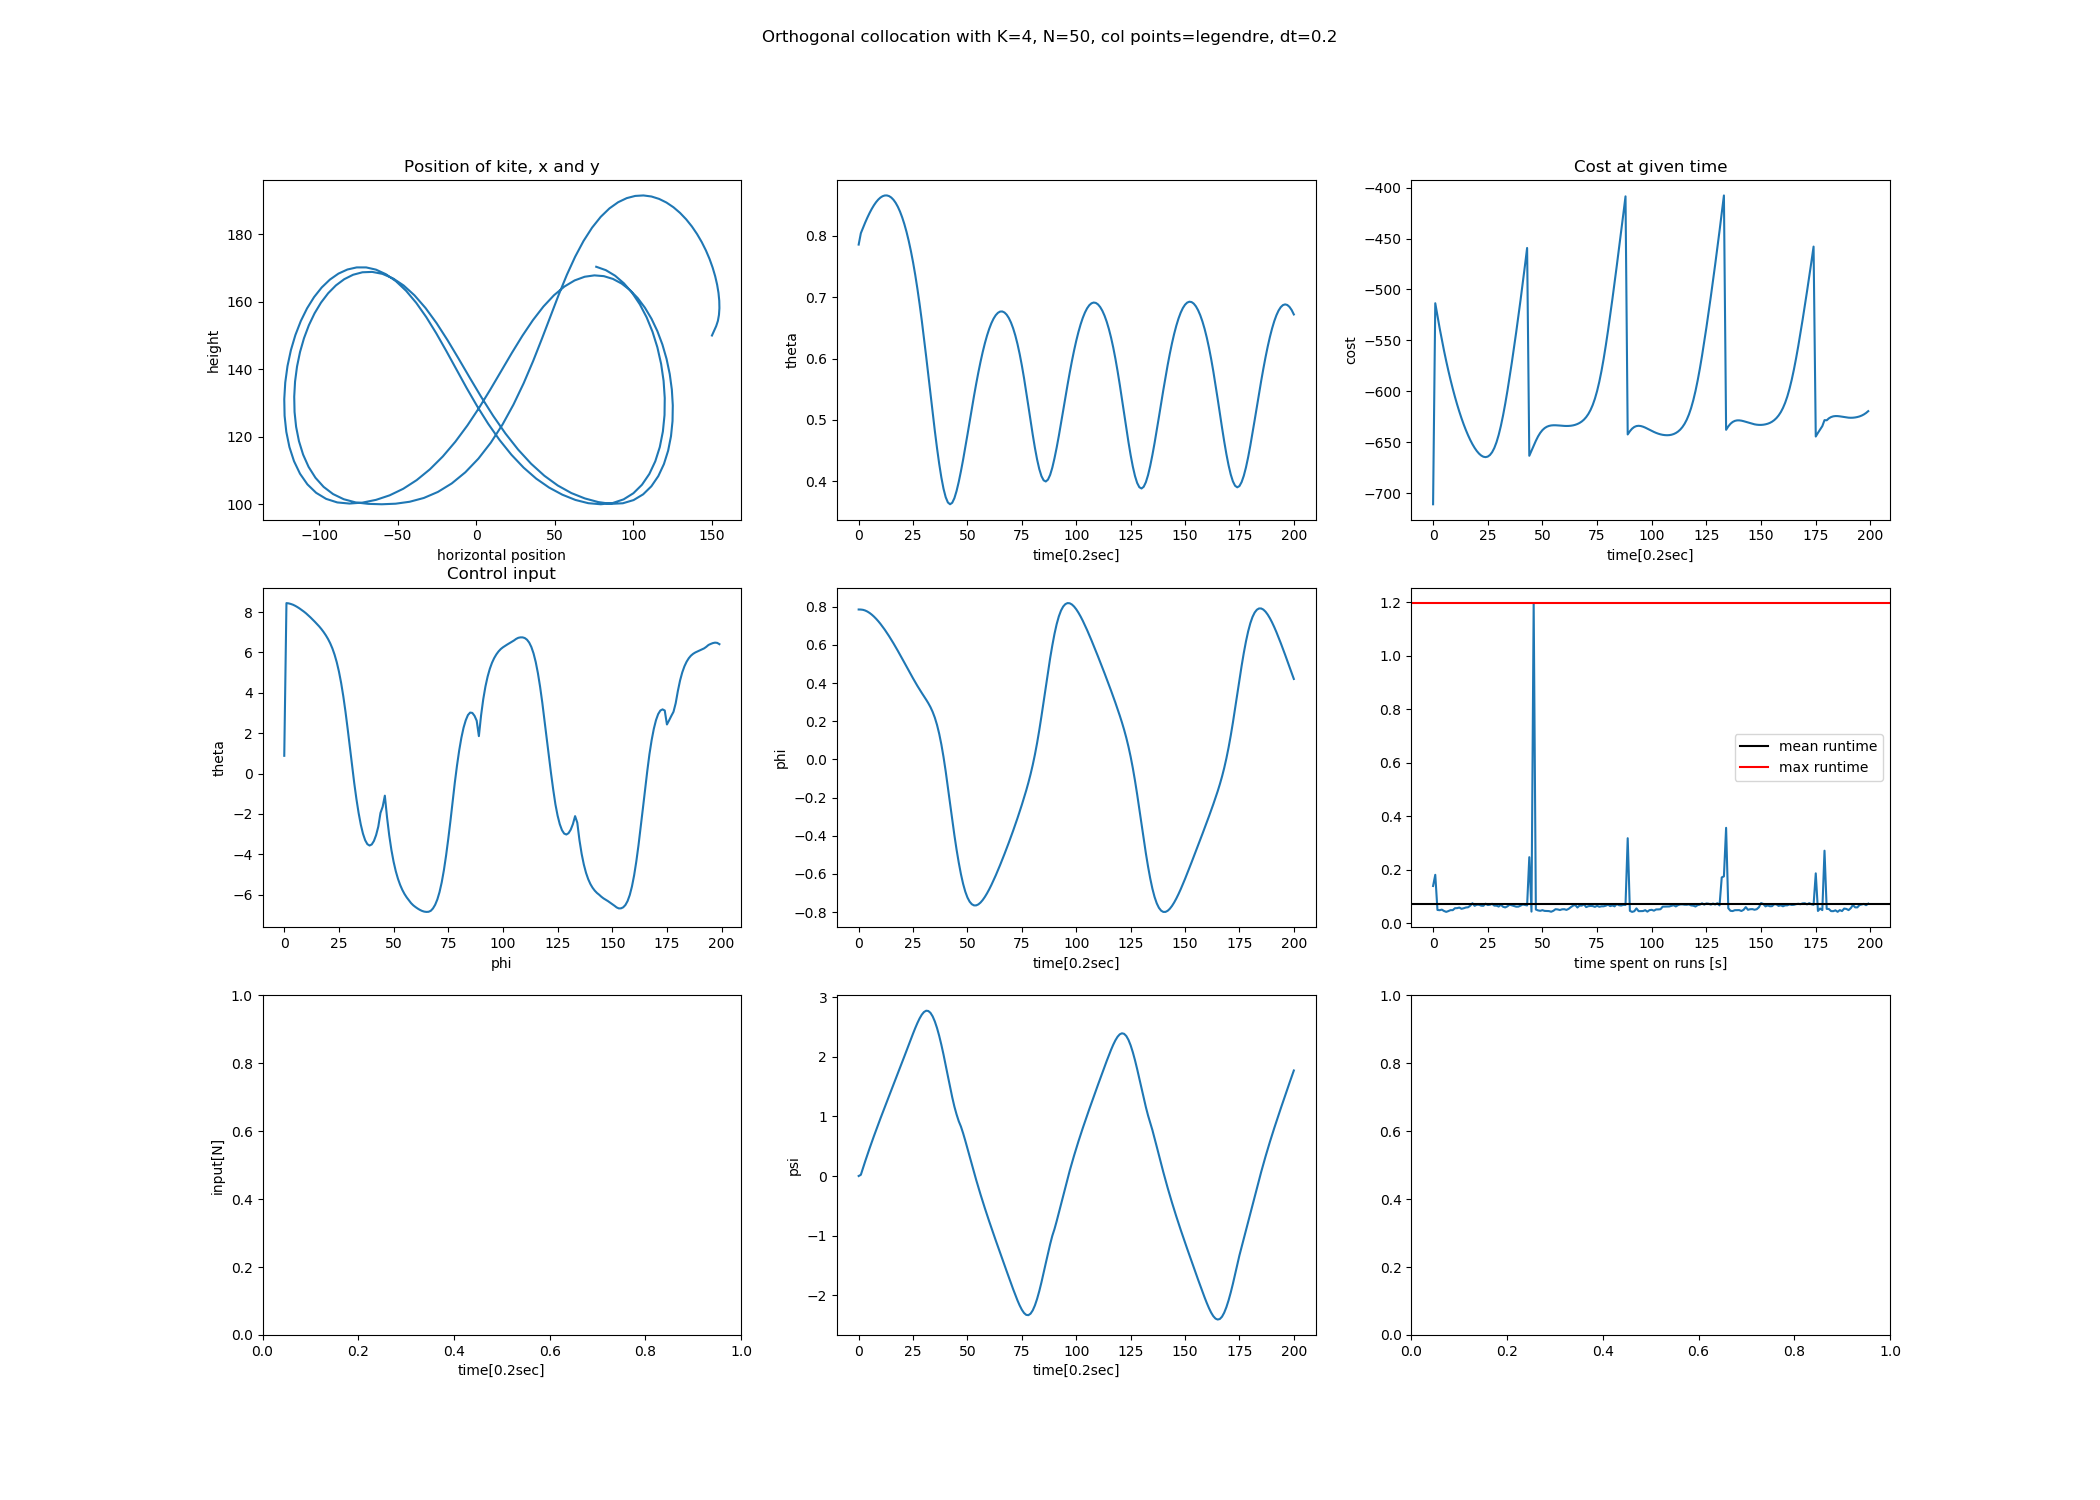 Orthogonal collocation with K=4, N=50, col points=legendre, dt=0.2
Position of kite, x and y
height
180
160
140
120
100
−100 −50 0 50 100 150
horizontal position
theta
0.8
0.7
0.6
0.5
0.4
0 25 50 75 100 125 150 175 200
time[0.2sec]
Cost at given time
cost
−400
−450
−500
−550
−600
−650
−700
0 25 50 75 100 125 150 175 200
time[0.2sec]
Control input
theta
8
6
4
2
0
−2
−4
−6
0 25 50 75 100 125 150 175 200
phi
phi
0.8
0.6
0.4
0.2
0.0
−0.2
−0.4
−0.6
−0.8
0 25 50 75 100 125 150 175 200
time[0.2sec]
1.2
1.0
0.8
0.6
0.4
0.2
0.0
mean runtime
max runtime
0 25 50 75 100 125 150 175 200
time spent on runs [s]
input[N]
1.0
0.8
0.6
0.4
0.2
0.0
0.0 0.2 0.4 0.6 0.8 1.0
time[0.2sec]
psi
3
2
1
0
−1
−2
0 25 50 75 100 125 150 175 200
time[0.2sec]
1.0
0.8
0.6
0.4
0.2
0.0
0.0 0.2 0.4 0.6 0.8 1.0